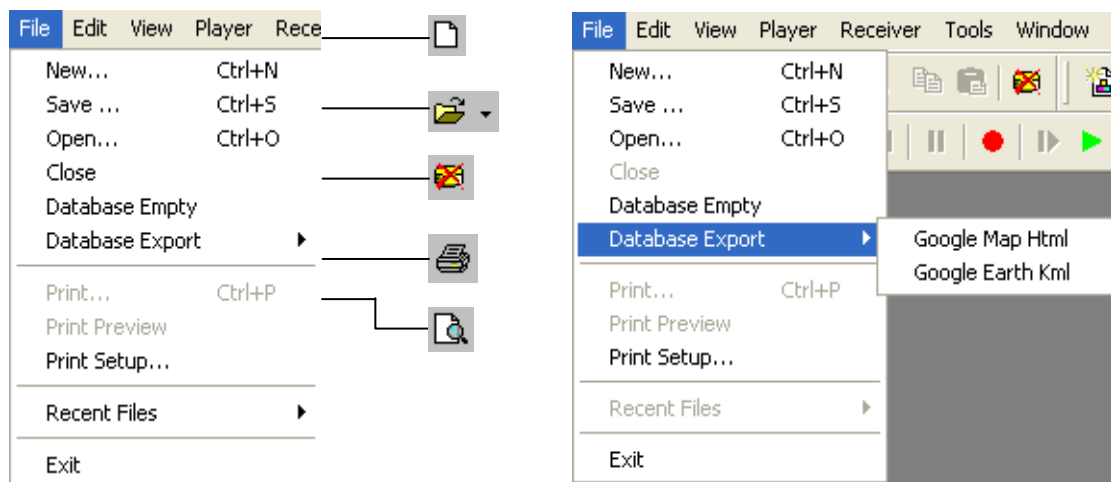 File Edit View Player Rece
New... Ctrl+N
Save ... Ctrl+S
Open... Ctrl+O
Close
Database Empty
Database Export
Print... Ctrl+P
Print Preview
Print Setup...
Recent Files
Exit
File Edit View Player Receiver Tools Window
New... Ctrl+N
Save ... Ctrl+S
Open... Ctrl+O
Close
Database Empty
Database Export
Google Map Html
Google Earth Kml
Print... Ctrl+P
Print Preview
Print Setup...
Recent Files
Exit